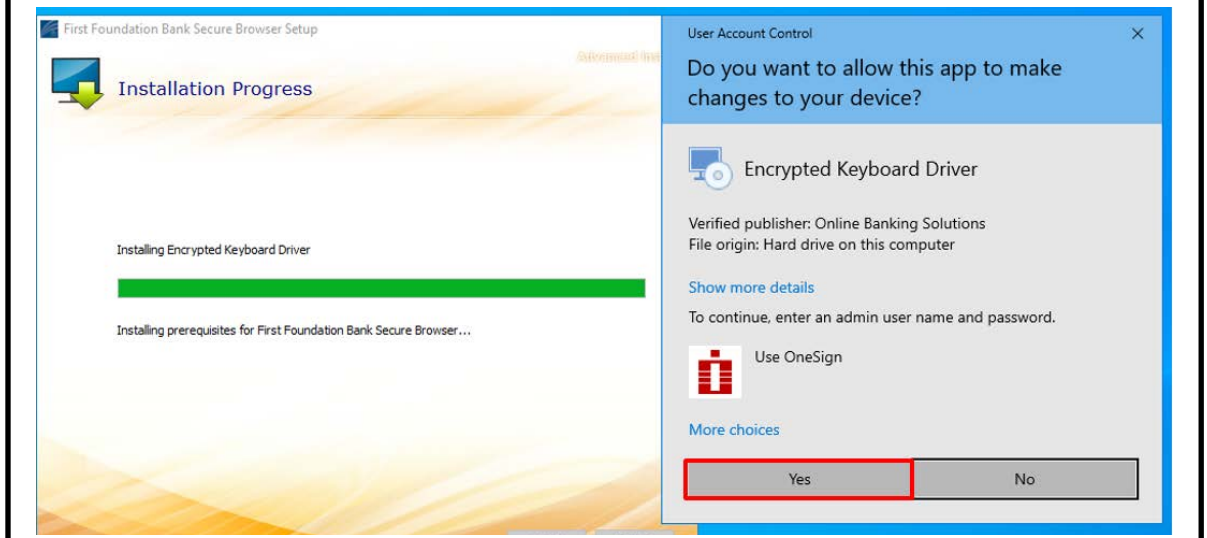 First Foundation Bank Secure Browser Setup
Installation Progress
Installing Encrypted Keyboard Driver
Installing prerequisites for First Foundation Bank Secure Browser...
User Account Control
Do you want to allow this app to make
changes to your device?
Encrypted Keyboard Driver
Verified publisher: Online Banking Solutions
File origin: Hard drive on this computer
Show more details
To continue, enter an admin user name and password.
Use OneSign
More choices
Yes
No